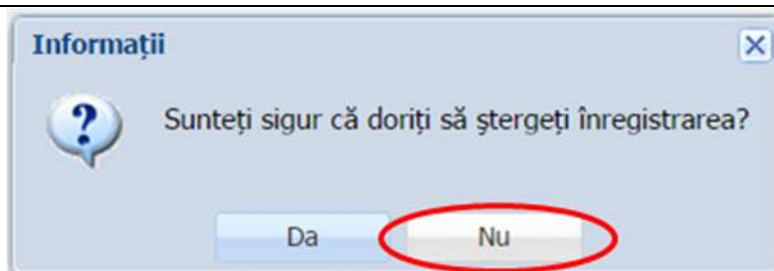 Informații
Sunteți sigur că doriți să ştergeți înregistrarea?
Da
Nu